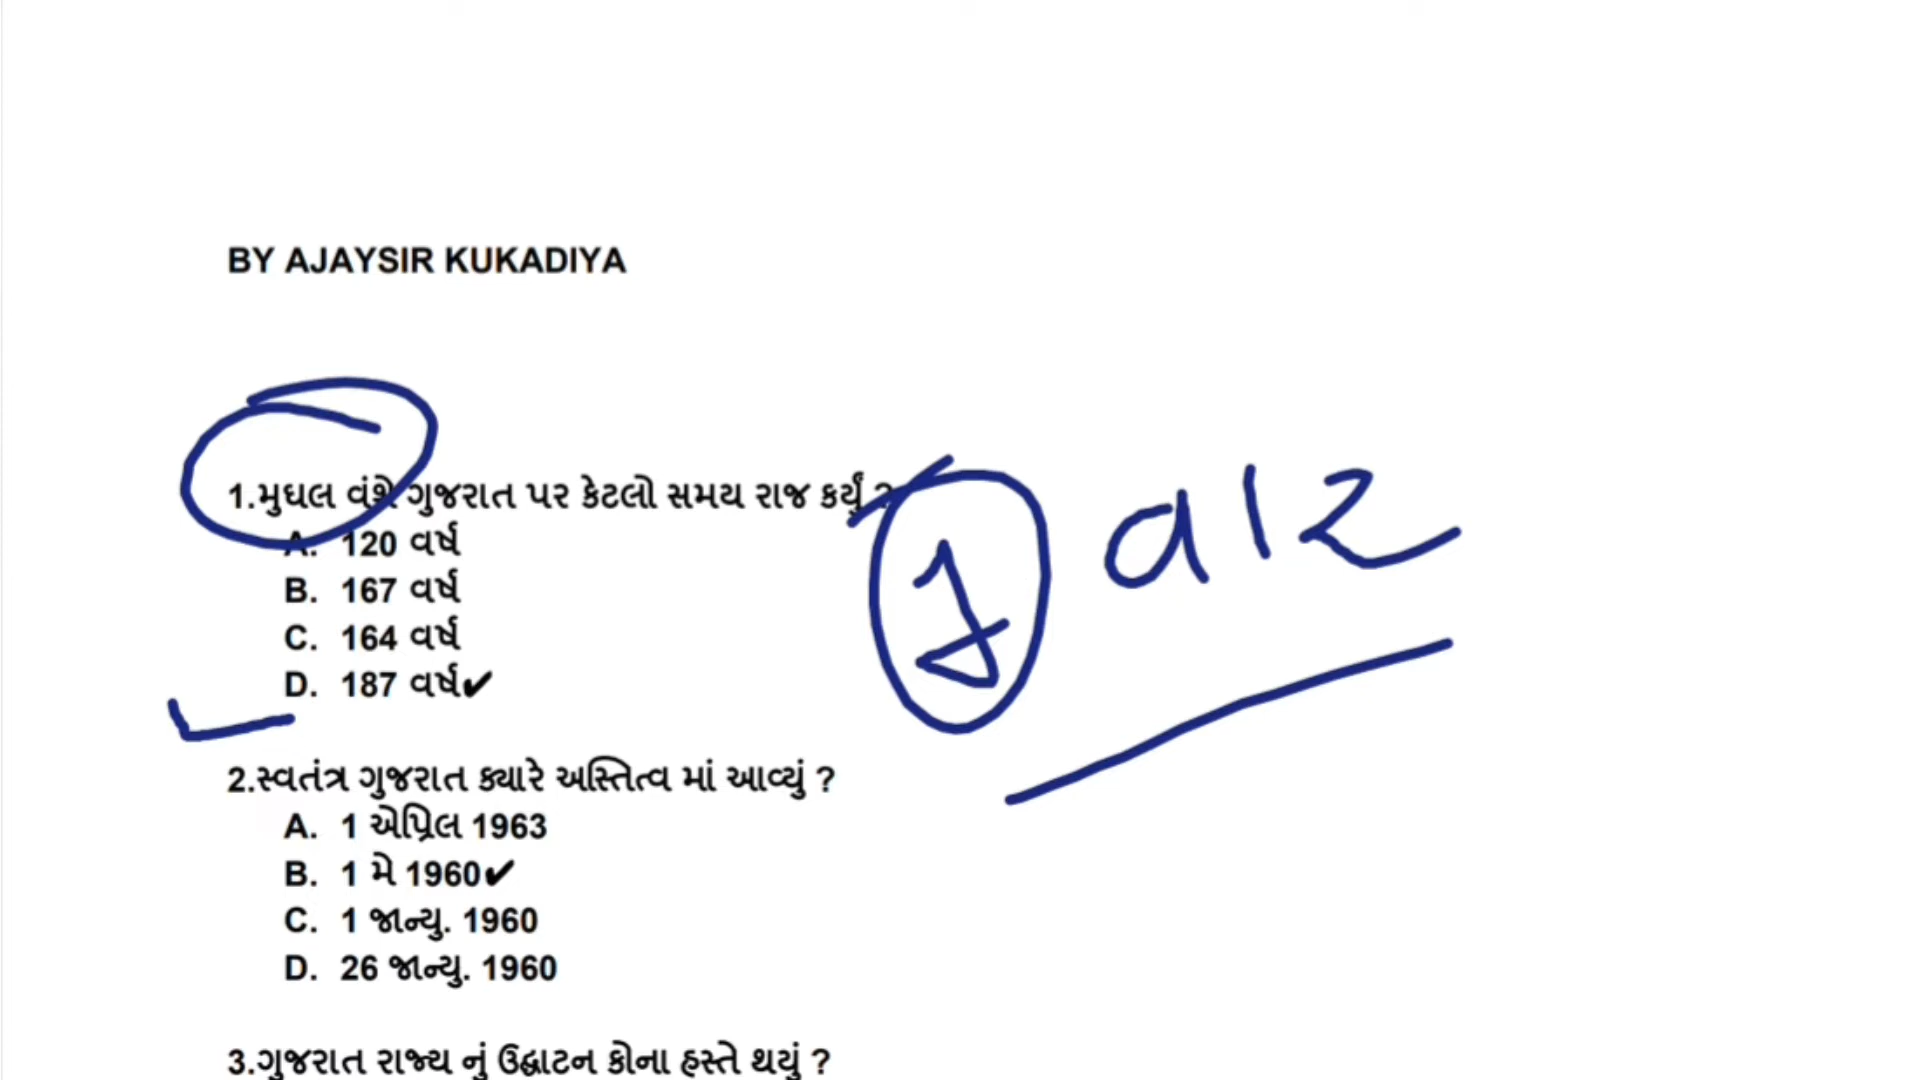 BY AJAYSIR KUKADIYA
1.મુઘલ વંશે ગુજરાત પર કેટલો સમય રાજ કર્યું ?
A. 120 વર્ષ
B. 167 વર્ષ
C. 164 વર્ષ
D. 187 વર્ષ✔
વાર
2.સ્વતંત્ર ગુજરાત ક્યારે અસ્તિત્વ માં આવ્યું ?
A. 1 એપ્રિલ 1963
B. 1 મે 1960✔
C. 1 જાન્યુ. 1960
D. 26 જાન્યુ. 1960
3.ગુજરાત રાજ્ય નું ઉદ્ઘાટન કોના હસ્તે થયું ?